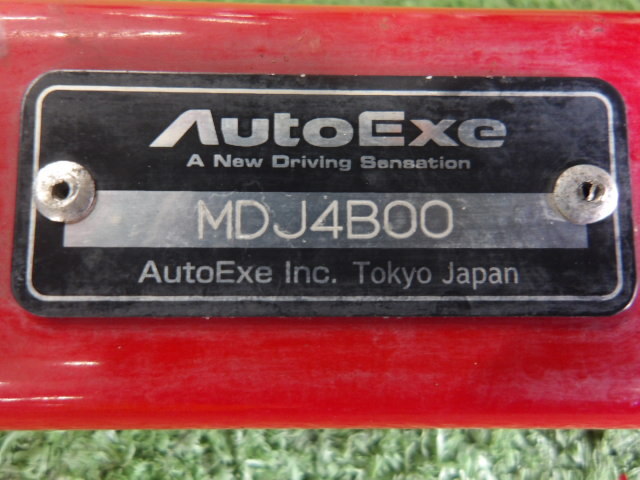 AutoExe
A New Driving Sensation
MDJ4B00
AutoExe Inc. Tokyo Japan